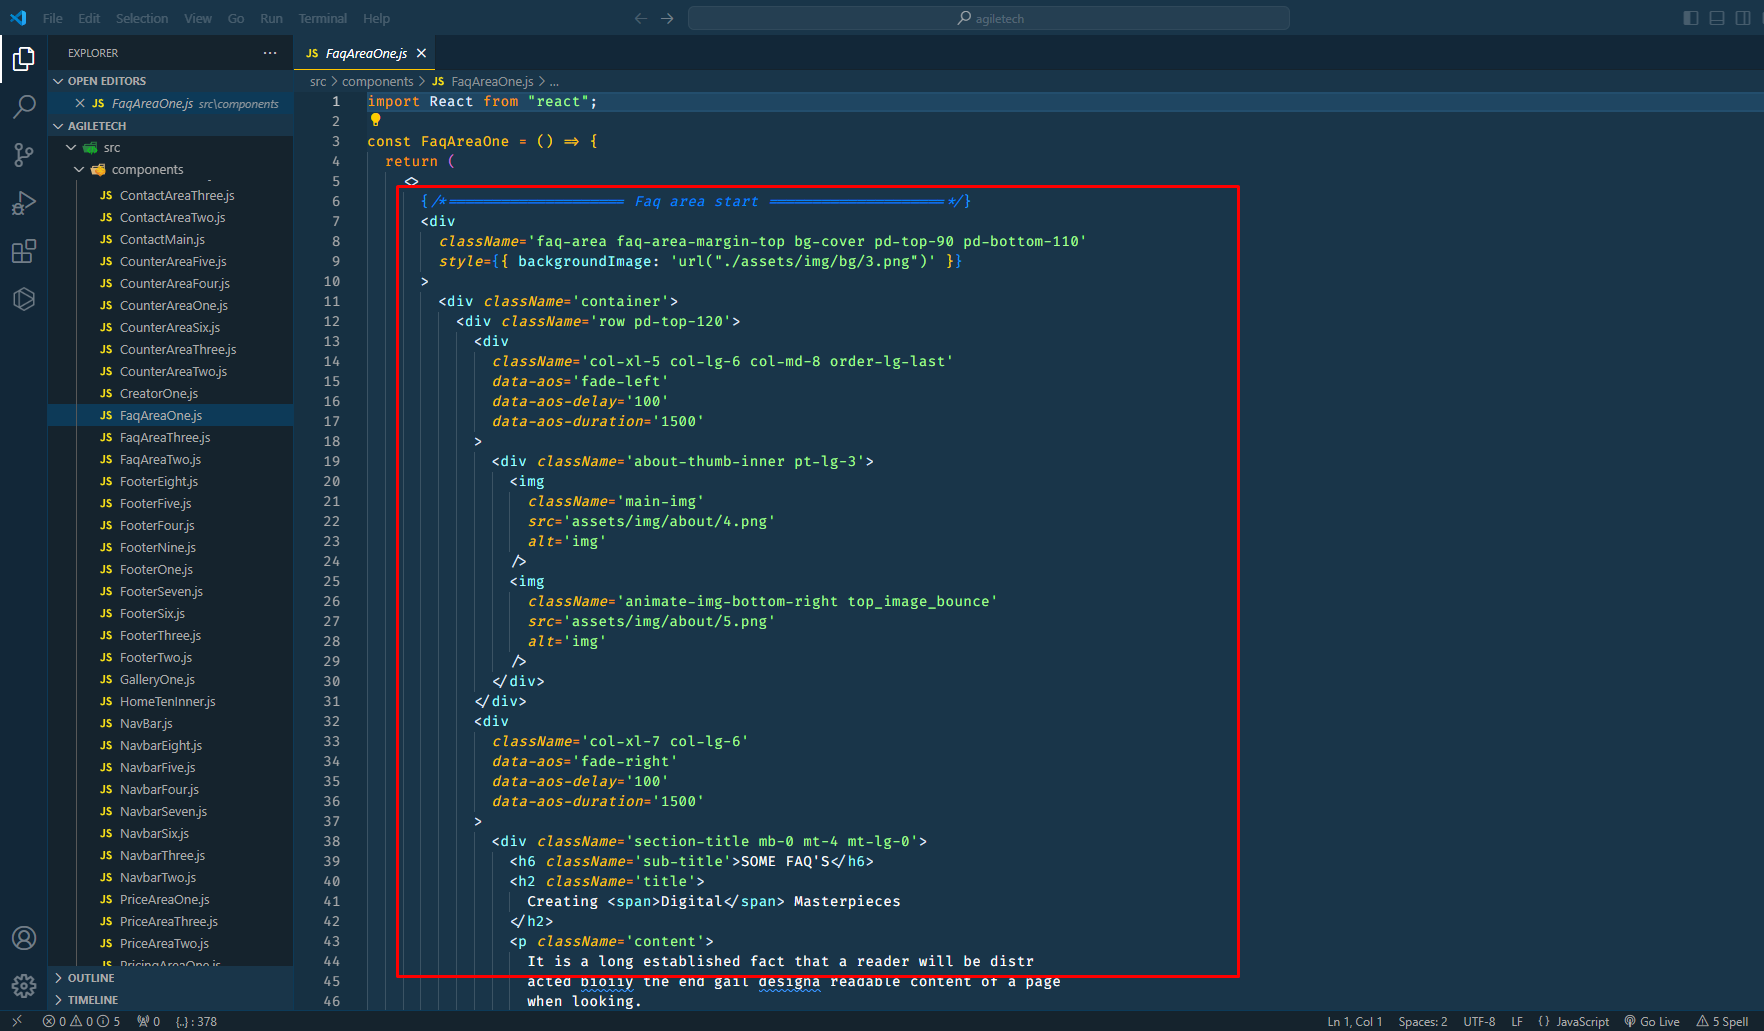 File Edit Selection View Go Run Terminal Help
agiletech
EXPLORER
OPEN EDITORS
JS FaqAreaOne.js src\components
AGILETECH
src
components
JS ContactAreaThree.js
JS ContactAreaTwo.js
JS ContactMain.js
JS CounterAreaFive.js
JS CounterAreaFour.js
JS CounterAreaOne.js
JS CounterAreaSix.js
JS CounterAreaThree.js
JS CounterAreaTwo.js
JS CreatorOne.js
JS FaqAreaOne.js
JS FaqAreaThree.js
JS FaqAreaTwo.js
JS FooterEight.js
JS FooterFive.js
JS FooterFour.js
JS FooterNine.js
JS FooterOne.js
JS FooterSeven.js
JS FooterSix.js
JS FooterThree.js
JS FooterTwo.js
JS GalleryOne.js
JS HomeTenInner.js
JS NavBar.js
JS NavbarEight.js
JS NavbarFive.js
JS NavbarFour.js
JS NavbarSeven.js
JS NavbarSix.js
JS NavbarThree.js
JS NavbarTwo.js
JS PriceAreaOne.js
JS PriceAreaThree.js
JS PriceAreaTwo.js
JS PricingAreaOne.js
OUTLINE
TIMELINE
JS FaqAreaOne.js
src > components > JS FaqAreaOne.js > ...
1 import React from "react";
2
3 const FaqAreaOne = () => {
4 return (
5 <>
6 {/*==================== Faq area start ====================*/}
7 <div
8 className='faq-area faq-area-margin-top bg-cover pd-top-90 pd-bottom-110'
9 style={{ backgroundImage: 'url("./assets/img/bg/3.png")' }}
10 >
11 <div className='container'>
12 <div className='row pd-top-120'>
13 <div
14 className='col-xl-5 col-lg-6 col-md-8 order-lg-last'
15 data-aos='fade-left'
16 data-aos-delay='100'
17 data-aos-duration='1500'
18 >
19 <div className='about-thumb-inner pt-lg-3'>
20 <img
21 className='main-img'
22 src='assets/img/about/4.png'
23 alt='img'
24 />
25 <img
26 className='animate-img-bottom-right top_image_bounce'
27 src='assets/img/about/5.png'
28 alt='img'
29 />
30 </div>
31 </div>
32 <div
33 className='col-xl-7 col-lg-6'
34 data-aos='fade-right'
35 data-aos-delay='100'
36 data-aos-duration='1500'
37 >
38 <div className='section-title mb-0 mt-4 mt-lg-0'>
39 <h6 className='sub-title'>SOME FAQ'S</h6>
40 <h2 className='title'>
41 Creating <span>Digital</span> Masterpieces
42 </h2>
43 <p className='content'>
44 It is a long established fact that a reader will be distr
45 acted bioiiy the end gail designa readable content of a page
46 when looking.
0 0 5 0 {..} : 378
Ln 1, Col 1 Spaces: 2 UTF-8 LF {} JavaScript Go Live 5 Spell